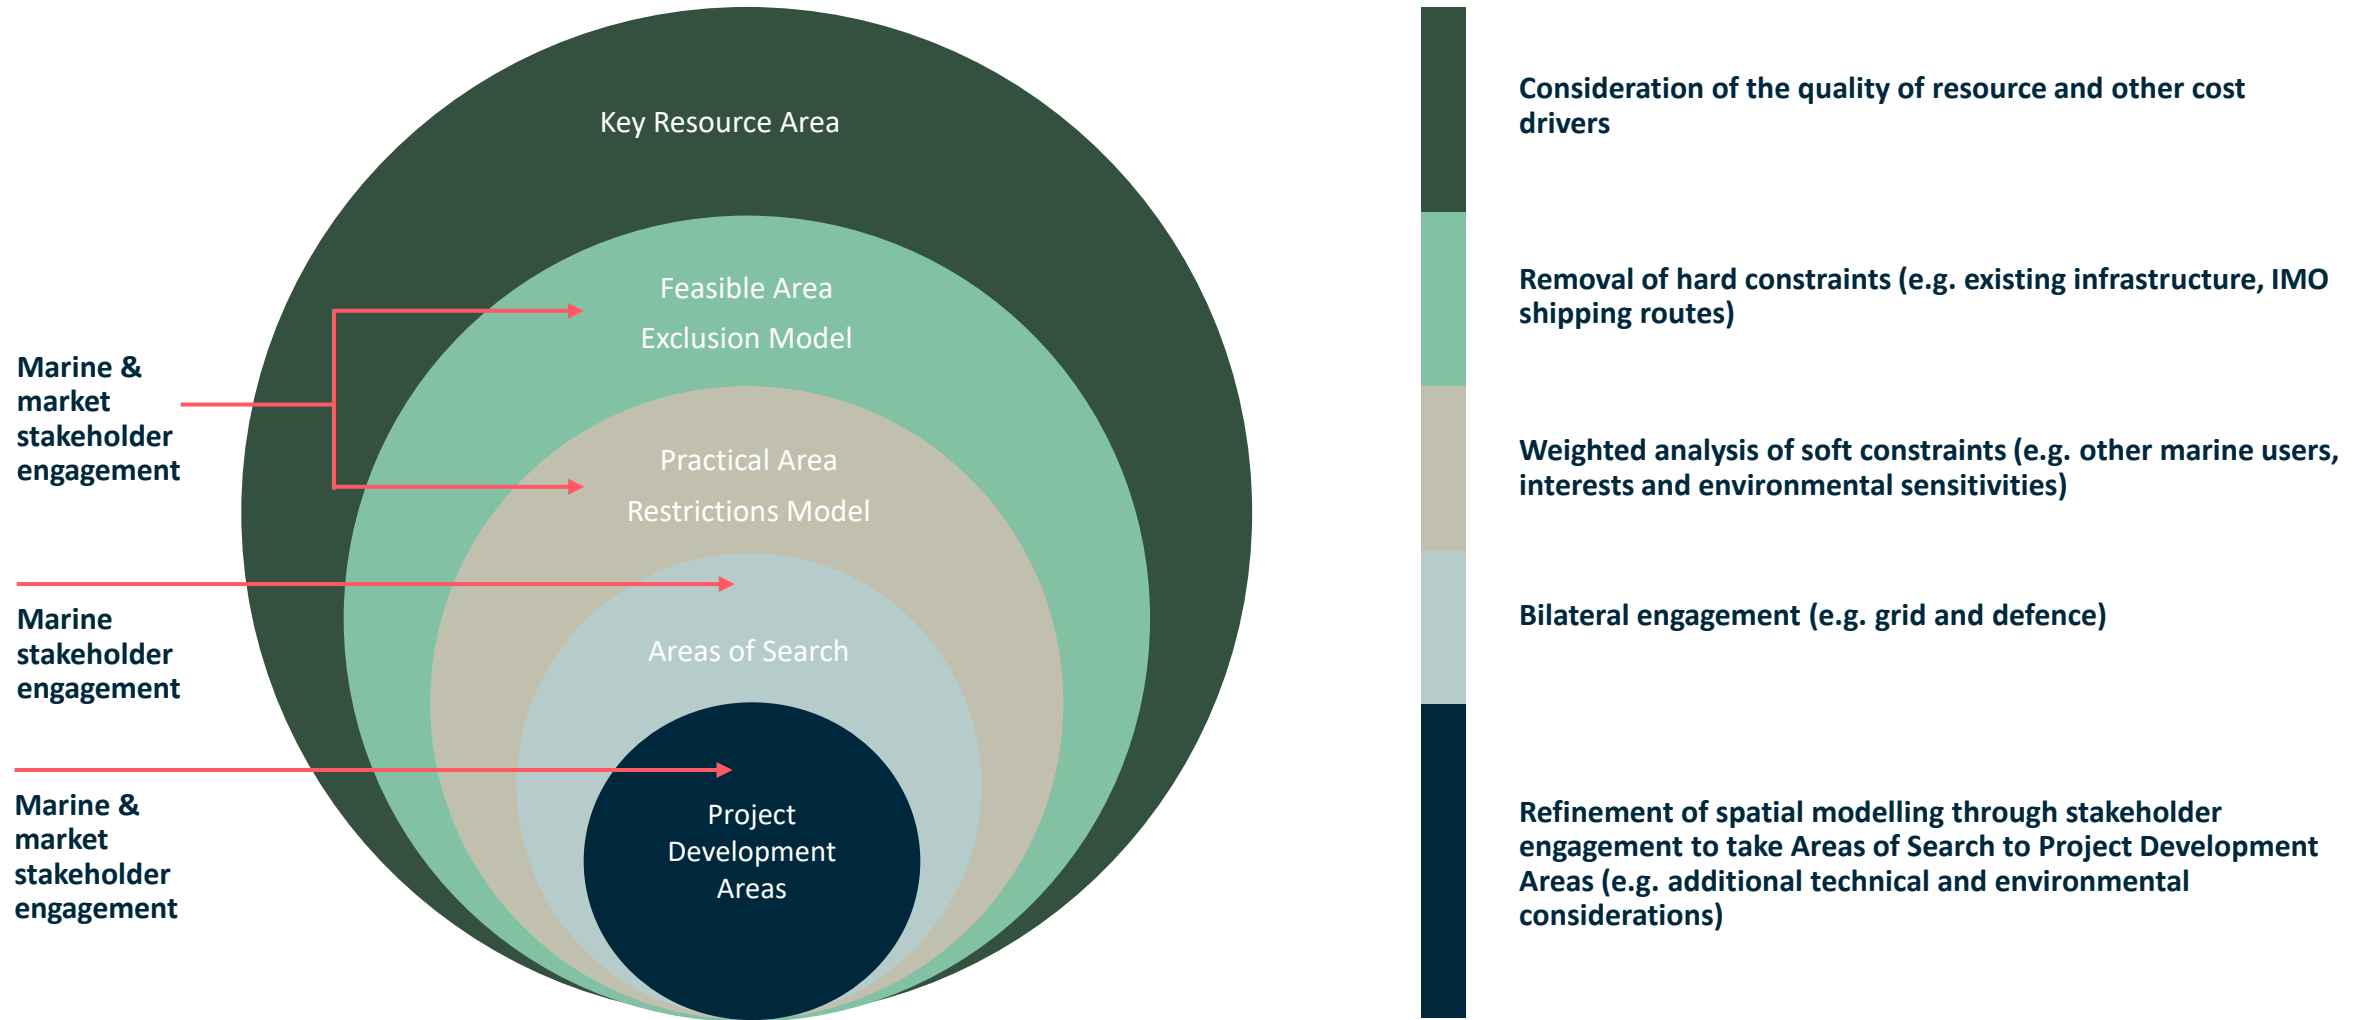 Key Resource Area
Feasible Area
Exclusion Model
Practical Area
Restrictions Model
Areas of Search
Project
Development
Areas
Marine &
market
stakeholder
engagement
Marine
stakeholder
engagement
Marine &
market
stakeholder
engagement
Consideration of the quality of resource and other cost
drivers
Removal of hard constraints (e.g. existing infrastructure, IMO
shipping routes)
Weighted analysis of soft constraints (e.g. other marine users,
interests and environmental sensitivities)
Bilateral engagement (e.g. grid and defence)
Refinement of spatial modelling through stakeholder
engagement to take Areas of Search to Project Development
Areas (e.g. additional technical and environmental
considerations)